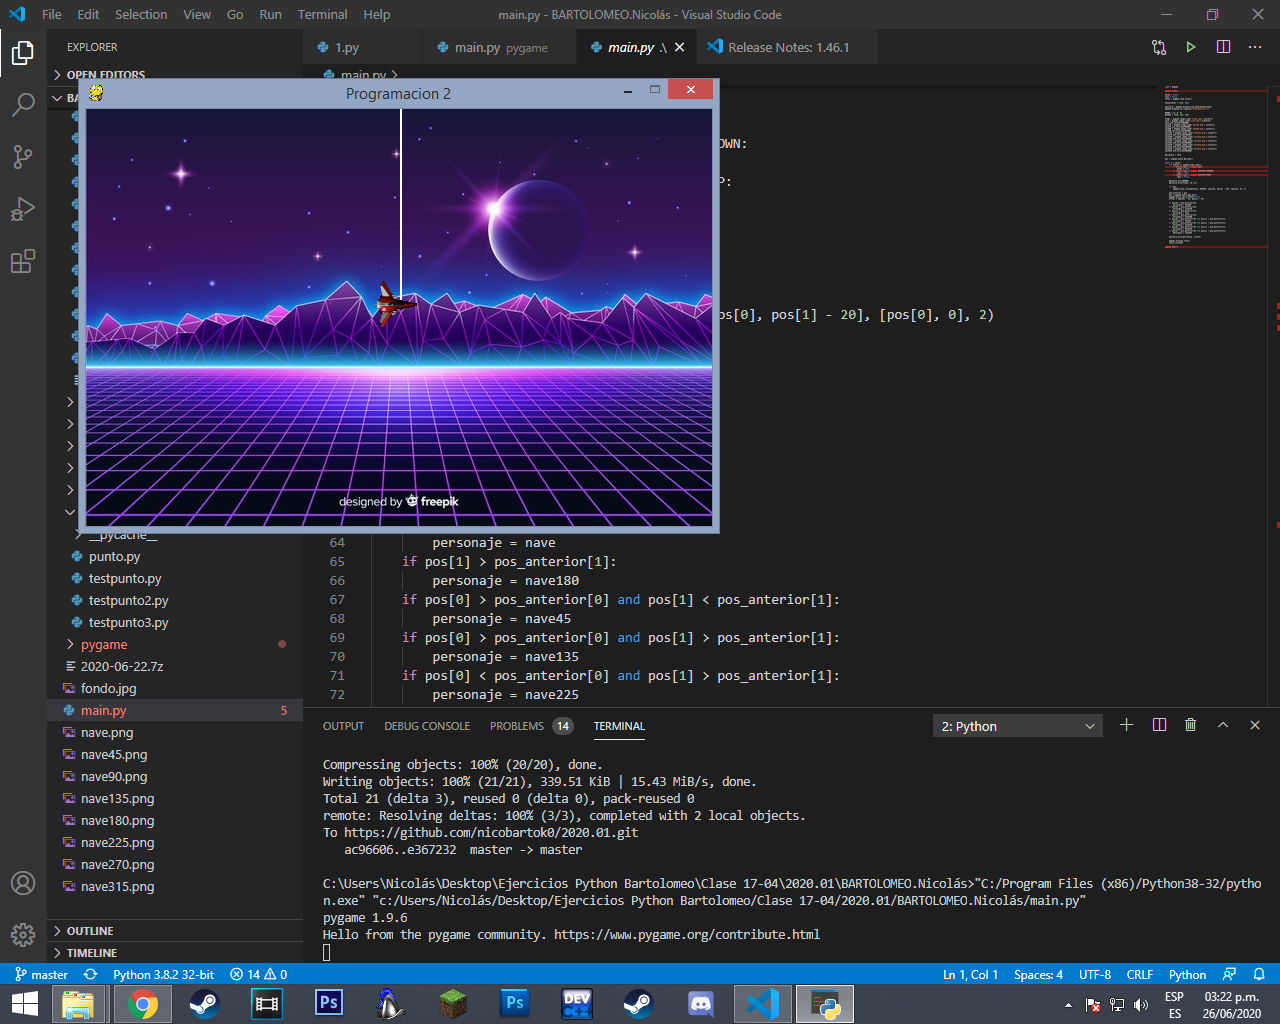 File Edit Selection View Go Run Terminal Help
main.py - BARTOLOMEO.Nicolás - Visual Studio Code
EXPLORER
1.py
main.py pygame
main.py .\
Release Notes: 1.46.1
OPEN EDITORS
main.py
BA
Programacion 2
OWN:
P:
os[0], pos[1] - 20], [pos[0], 0], 2)
designed by freepik
__pycache__
punto.py
testpunto.py
testpunto2.py
testpunto3.py
pygame
2020-06-22.7z
fondo.jpg
main.py 5
nave.png
nave45.png
nave90.png
nave135.png
nave180.png
nave225.png
nave270.png
nave315.png
OUTLINE
TIMELINE
64 personaje = nave
65 if pos[1] > pos_anterior[1]:
66 personaje = nave180
67 if pos[0] > pos_anterior[0] and pos[1] < pos_anterior[1]:
68 personaje = nave45
69 if pos[0] > pos_anterior[0] and pos[1] > pos_anterior[1]:
70 personaje = nave135
71 if pos[0] < pos_anterior[0] and pos[1] > pos_anterior[1]:
72 personaje = nave225
OUTPUT DEBUG CONSOLE PROBLEMS 14 TERMINAL
2: Python
Compressing objects: 100% (20/20), done.
Writing objects: 100% (21/21), 339.51 KiB | 15.43 MiB/s, done.
Total 21 (delta 3), reused 0 (delta 0), pack-reused 0
remote: Resolving deltas: 100% (3/3), completed with 2 local objects.
To https://github.com/nicobartok0/2020.01.git
ac96606..e367232 master -> master
C:\Users\Nicolás\Desktop\Ejercicios Python Bartolomeo\Clase 17-04\2020.01\BARTOLOMEO.Nicolás>"C:/Program Files (x86)/Python38-32/pytho
n.exe" "c:/Users/Nicolás/Desktop/Ejercicios Python Bartolomeo/Clase 17-04/2020.01/BARTOLOMEO.Nicolás/main.py"
pygame 1.9.6
Hello from the pygame community. https://www.pygame.org/contribute.html
master
Python 3.8.2 32-bit
14 0
Ln 1, Col 1
Spaces: 4
UTF-8
CRLF
Python
Ps
Ps
DEV
C++
ESP
ES
03:22 p.m.
26/06/2020